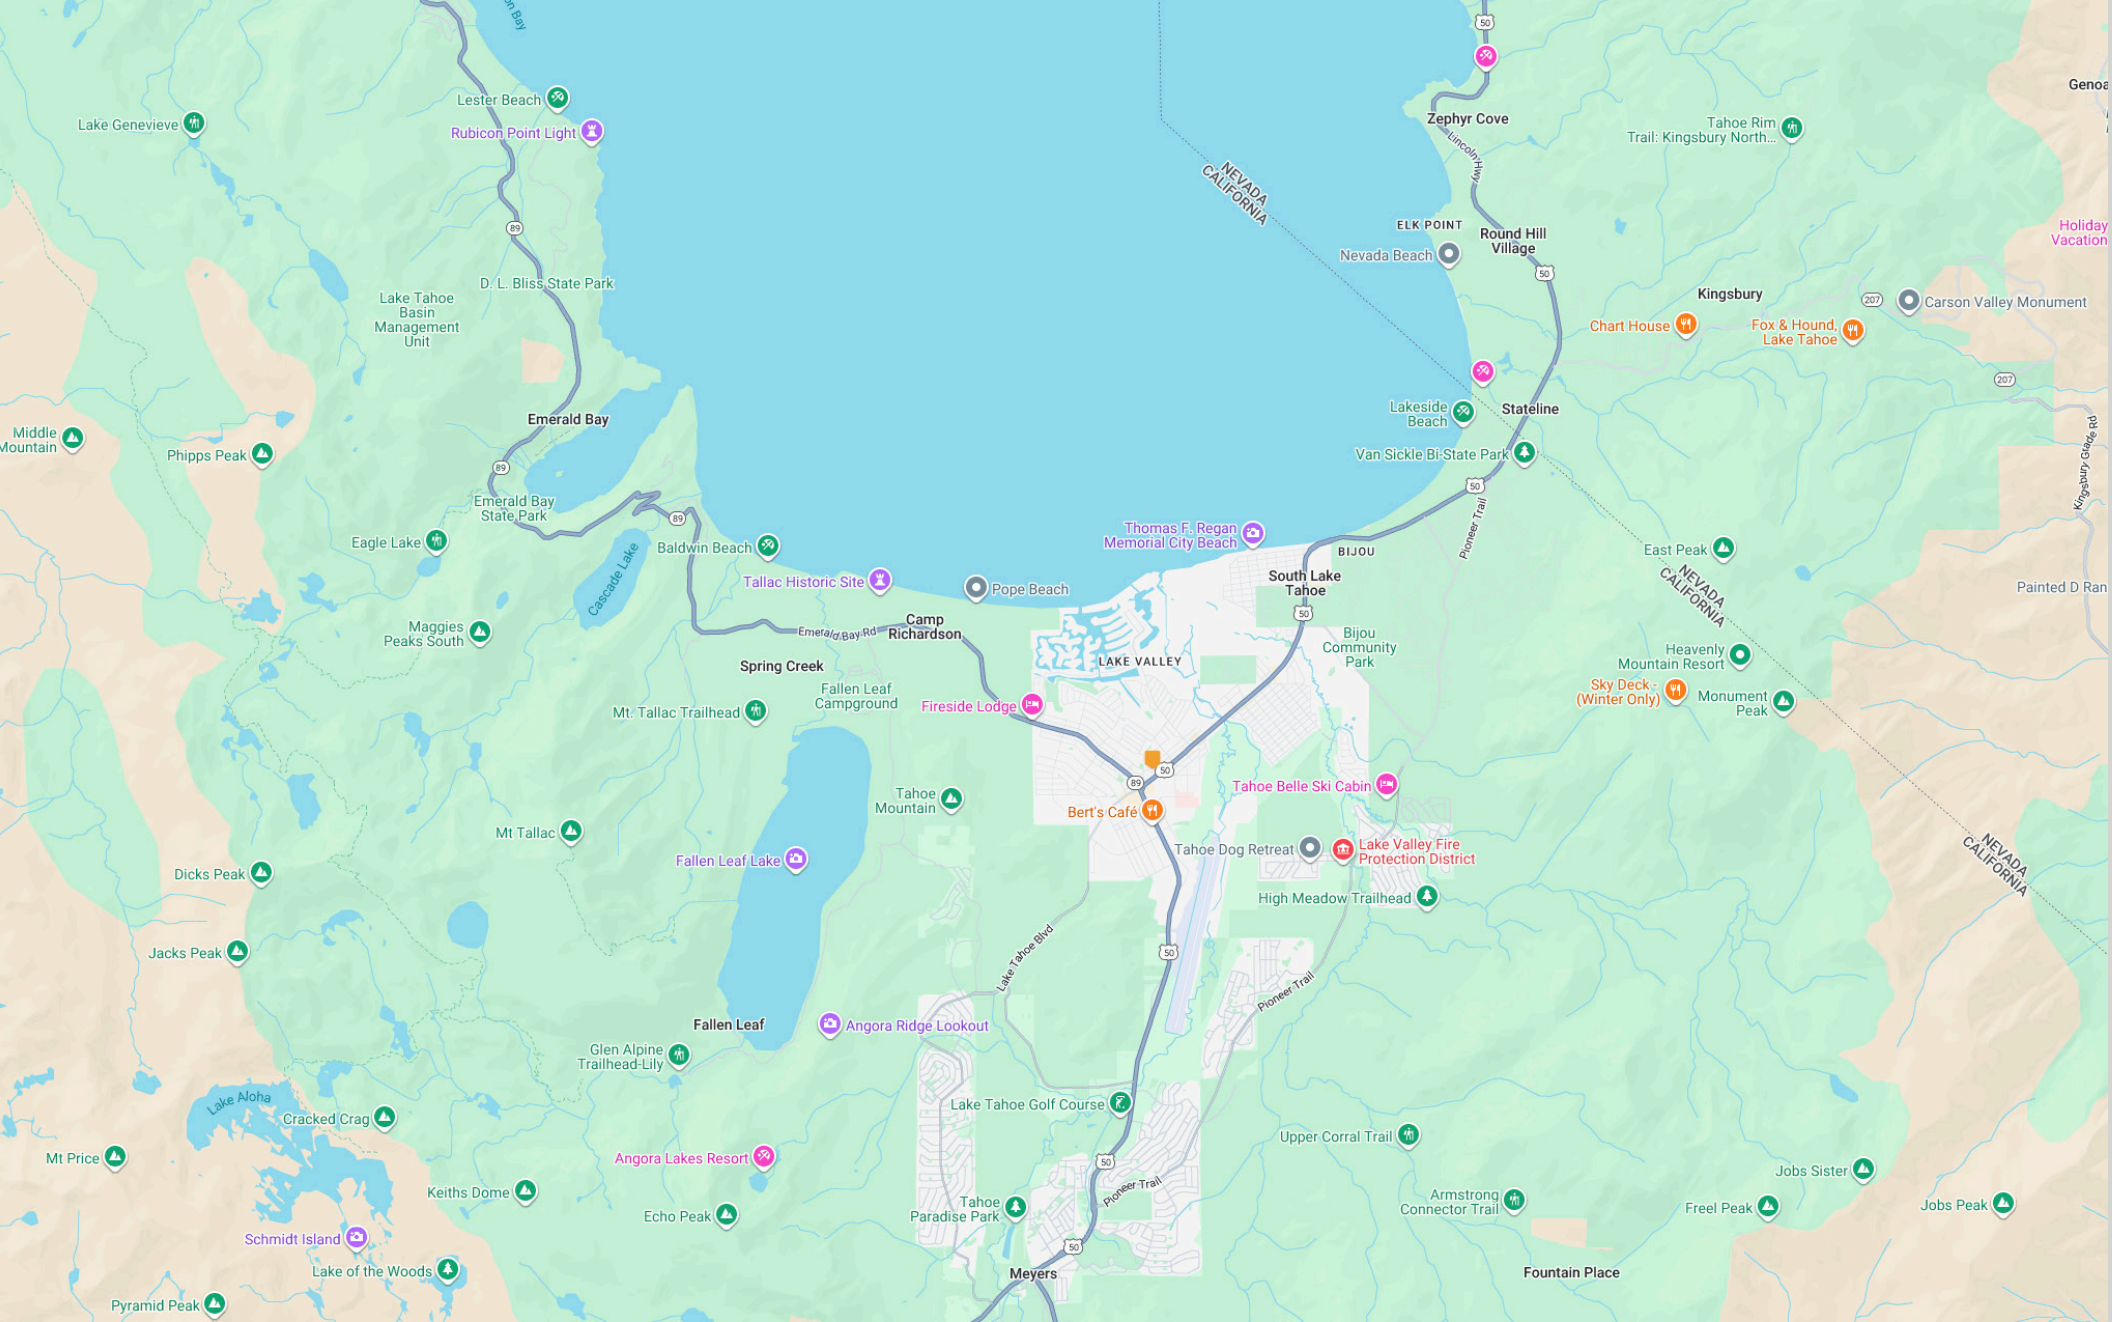 50
Lester Beach
Rubicon Point Light
Lake Genevieve
Zephyr Cove
Genoa
Tahoe Rim
Trail: Kingsbury North...
Lincoln Hwy
NEVADA
CALIFORNIA
89
ELK POINT
Round Hill
Village
Nevada Beach
50
Holiday
Vacation
D. L. Bliss State Park
Lake Tahoe
Basin
Management
Unit
Kingsbury
207
Carson Valley Monument
Chart House
Fox & Hound,
Lake Tahoe
207
Emerald Bay
Lakeside
Beach
Stateline
Middle
Mountain
Phipps Peak
89
Van Sickle Bi-State Park
50
Kingsbury Grade Rd
Emerald Bay
State Park
89
Pioneer Trail
Eagle Lake
Baldwin Beach
Thomas F. Regan
Memorial City Beach
BIJOU
East Peak
Cascade Lake
Tallac Historic Site
Pope Beach
South Lake
Tahoe
50
NEVADA
CALIFORNIA
Painted D Ran
Maggies
Peaks South
Emerald Bay Rd
Camp
Richardson
Bijou
Community
Park
Spring Creek
LAKE VALLEY
Heavenly
Mountain Resort
Sky Deck -
(Winter Only)
Monument
Peak
Fallen Leaf
Campground
Mt. Tallac Trailhead
Fireside Lodge
89
50
Tahoe Belle Ski Cabin
Tahoe
Mountain
Bert's Café
Mt Tallac
Fallen Leaf Lake
Tahoe Dog Retreat
Lake Valley Fire
Protection District
NEVADA
CALIFORNIA
Dicks Peak
High Meadow Trailhead
Jacks Peak
Lake Tahoe Blvd
50
Pioneer Trail
Fallen Leaf
Angora Ridge Lookout
Glen Alpine
Trailhead-Lily
Lake Aloha
Cracked Crag
Lake Tahoe Golf Course
Upper Corral Trail
Mt Price
Angora Lakes Resort
50
Jobs Sister
Keiths Dome
Pioneer Trail
Armstrong
Connector Trail
Echo Peak
Tahoe
Paradise Park
Freel Peak
Jobs Peak
Schmidt Island
50
Lake of the Woods
Meyers
Fountain Place
Pyramid Peak